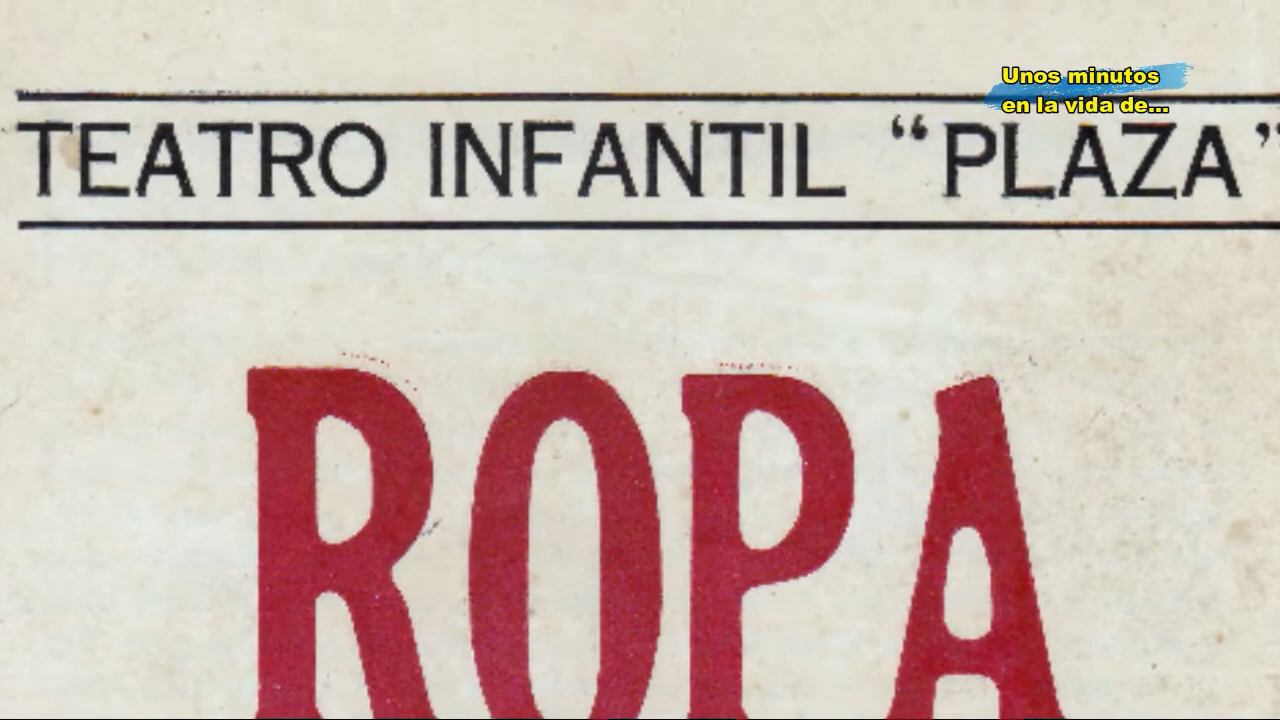 Unos minutos
en la vida de...
TEATRO INFANTIL “PLAZA”
ROPA